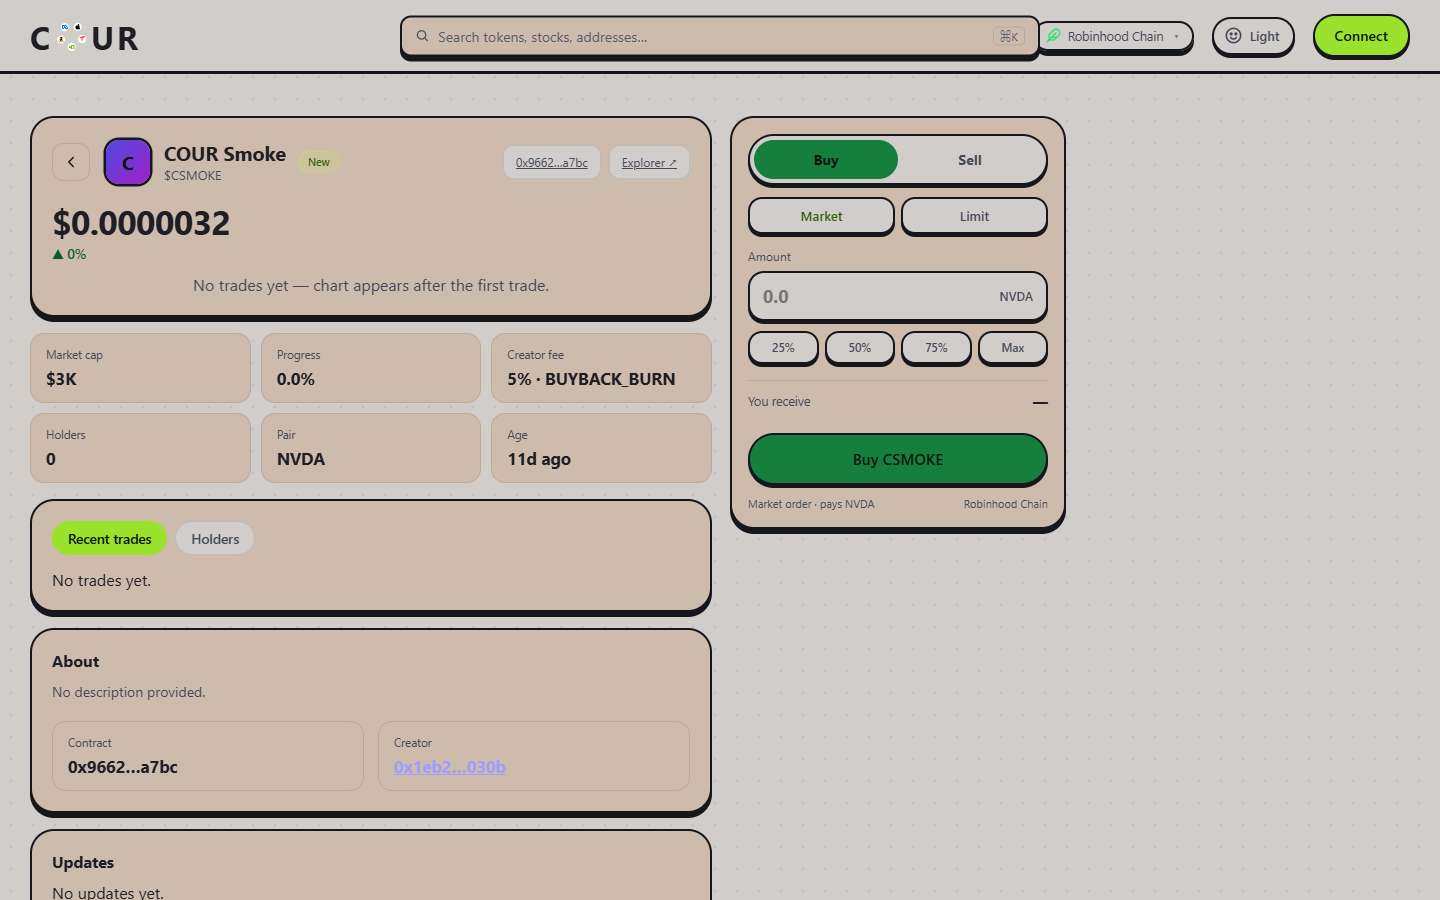 C UR
Search tokens, stocks, addresses...
⌘K
Robinhood Chain
Light
Connect
C
COUR Smoke
New
$CSMOKE
0x9662...a7bc
Explorer ↗
$0.0000032
▲ 0%
No trades yet — chart appears after the first trade.
Market cap
$3K
Progress
0.0%
Creator fee
5% · BUYBACK_BURN
Holders
0
Pair
NVDA
Age
11d ago
Recent trades
Holders
No trades yet.
About
No description provided.
Contract
0x9662...a7bc
Creator
0x1eb2...030b
Updates
No updates yet.
Buy
Sell
Market
Limit
Amount
0.0
NVDA
25%
50%
75%
Max
You receive
—
Buy CSMOKE
Market order · pays NVDA
Robinhood Chain